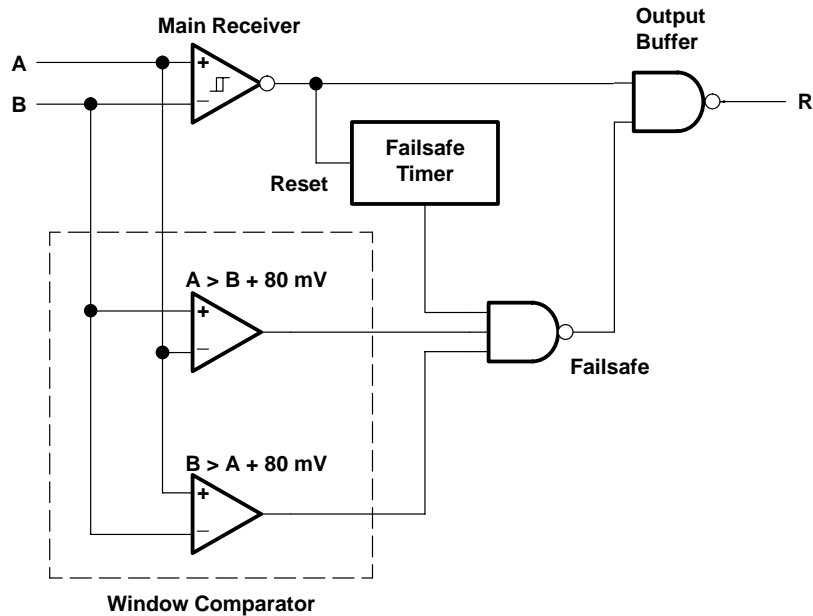 Main Receiver
Output
Buffer
A
+
_
B
R
Failsafe
Timer
Reset
A > B + 80 mV
+
_
Failsafe
B > A + 80 mV
+
_
Window Comparator